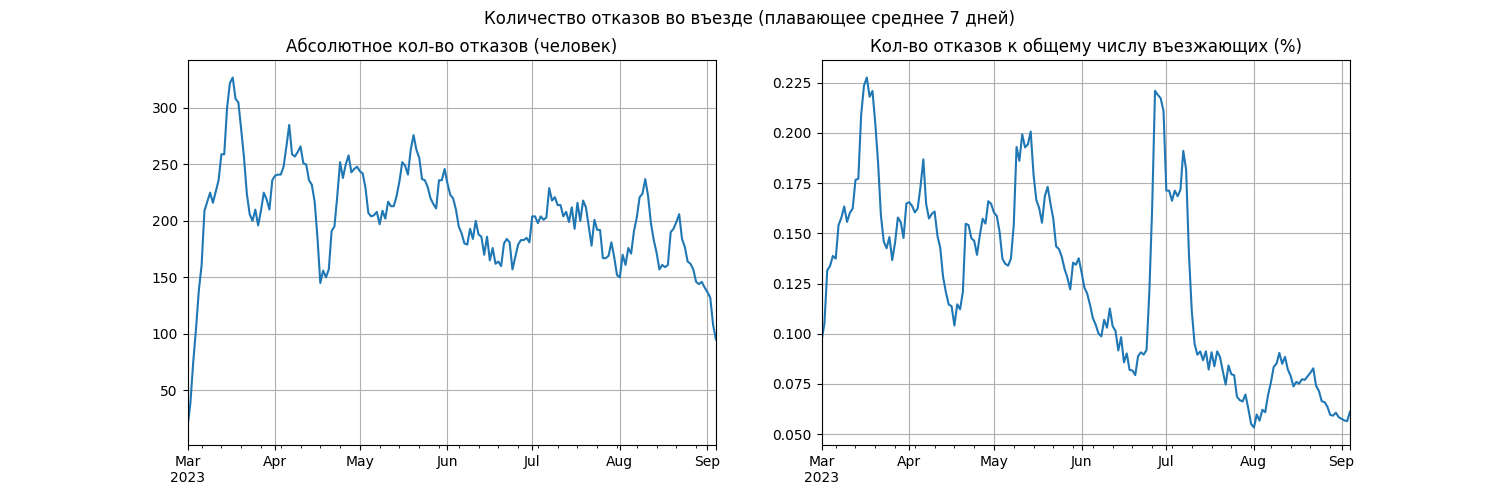 Количество отказов во въезде (плавающее среднее 7 дней)
Абсолютное кол-во отказов (человек)
300
250
200
150
100
50
Mar
2023
Apr
May
Jun
Jul
Aug
Sep
Кол-во отказов к общему числу въезжающих (%)
0.225
0.200
0.175
0.150
0.125
0.100
0.075
0.050
Mar
2023
Apr
May
Jun
Jul
Aug
Sep